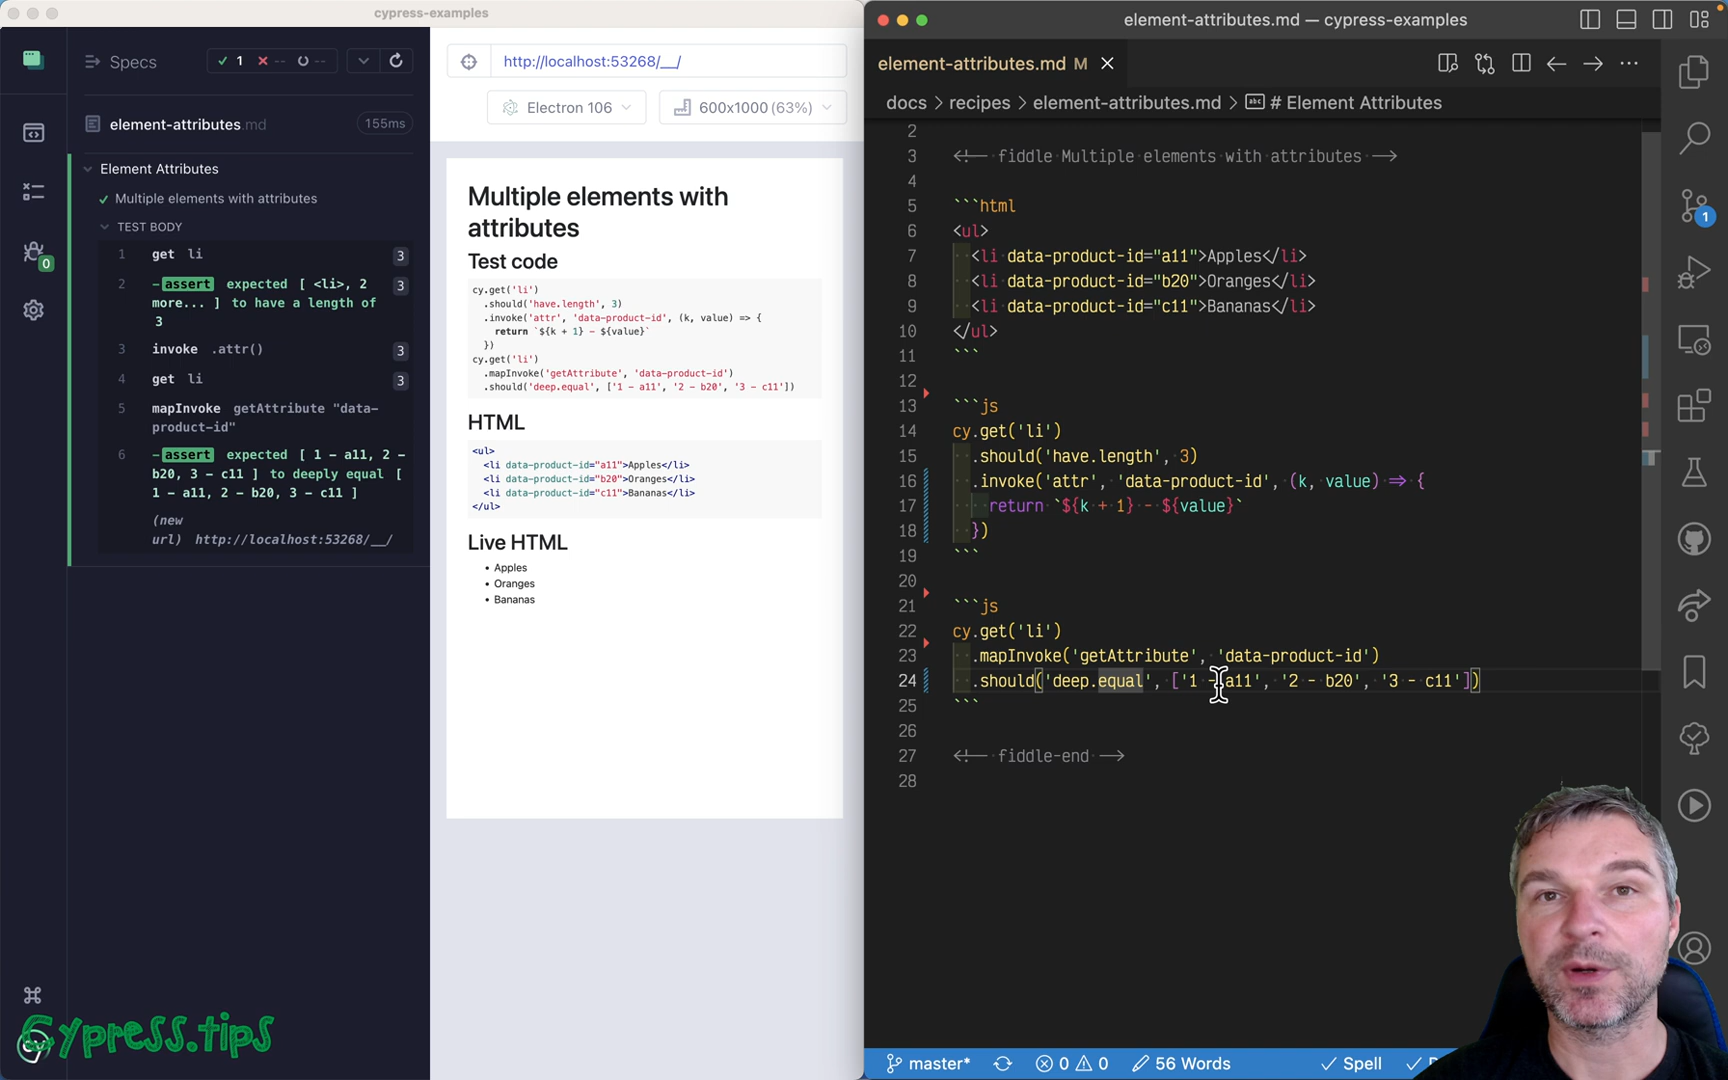 cypress-examples
Specs
1
--
--
element-attributes.md
155ms
Element Attributes
Multiple elements with attributes
TEST BODY
1 get li 3
2 -assert expected [ <li>, 2 3
more... ] to have a length of
3
3 invoke .attr() 3
4 get li 3
5 mapInvoke getAttribute "data-
product-id"
6 -assert expected [ 1 - a11, 2 -
b20, 3 - c11 ] to deeply equal [
1 - a11, 2 - b20, 3 - c11 ]
(new
url) http://localhost:53268/__/
0
Cypress.tips
http://localhost:53268/__/
Electron 106
600x1000 (63%)
Multiple elements with
attributes
Test code
cy.get('li')
.should('have.length', 3)
.invoke('attr', 'data-product-id', (k, value) => {
return `${k + 1} - ${value}`
})
cy.get('li')
.mapInvoke('getAttribute', 'data-product-id')
.should('deep.equal', ['1 - a11', '2 - b20', '3 - c11'])
HTML
<ul>
<li data-product-id="a11">Apples</li>
<li data-product-id="b20">Oranges</li>
<li data-product-id="c11">Bananas</li>
</ul>
Live HTML
• Apples
• Oranges
• Bananas
element-attributes.md — cypress-examples
element-attributes.md M
docs > recipes > element-attributes.md > # Element Attributes
2
3 <!-- fiddle Multiple elements with attributes -->
4
5 ```html
6 <ul>
7 <li data-product-id="a11">Apples</li>
8 <li data-product-id="b20">Oranges</li>
9 <li data-product-id="c11">Bananas</li>
10 </ul>
11 ```
12
13 ```js
14 cy.get('li')
15 .should('have.length', 3)
16 .invoke('attr', 'data-product-id', (k, value) => {
17 return `${k + 1} - ${value}`
18 })
19 ```
20
21 ```js
22 cy.get('li')
23 .mapInvoke('getAttribute', 'data-product-id')
24 .should('deep.equal', ['1 - a11', '2 - b20', '3 - c11'])
25 ```
26
27 <!-- fiddle-end -->
28
1
master*
0
0
56 Words
Spell